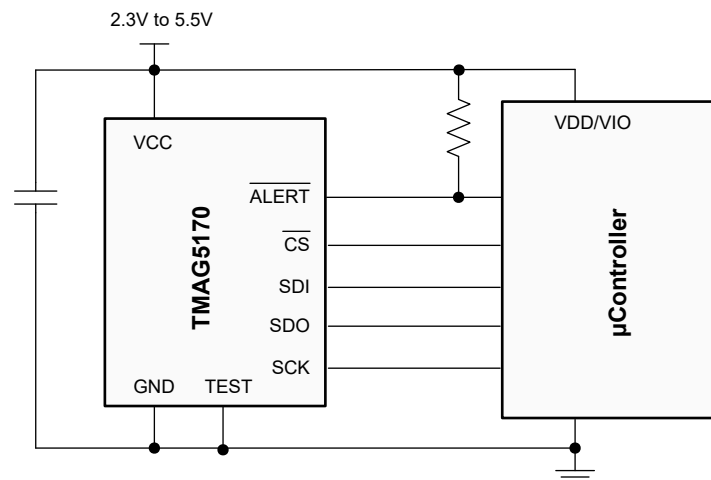 2.3V to 5.5V
VCC
VDD/VIO
ALERT
CS
SDI
SDO
SCK
GND TEST
TMAG5170
µController